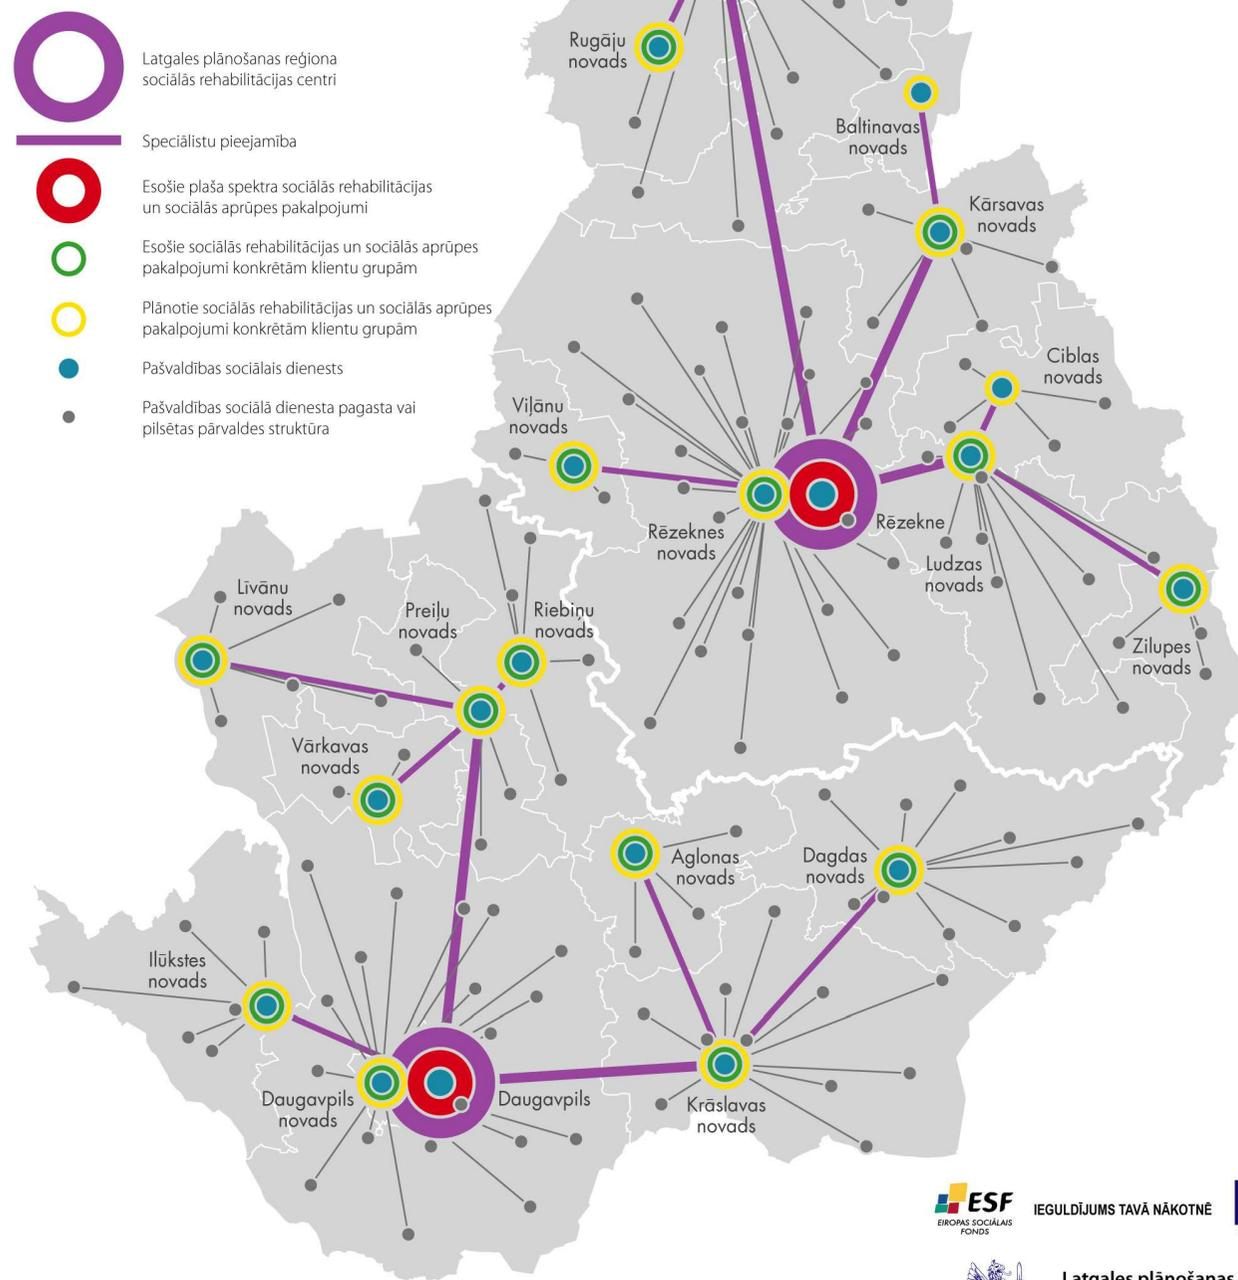 Latgales plānošanas reģiona
sociālās rehabilitācijas centri
Speciālistu pieejamība
Esošie plaša spektra sociālās rehabilitācijas
un sociālās aprūpes pakalpojumi
Esošie sociālās rehabilitācijas un sociālās aprūpes
pakalpojumi konkrētām klientu grupām
Plānotie sociālās rehabilitācijas un sociālās aprūpes
pakalpojumi konkrētām klientu grupām
Pašvaldības sociālais dienests
Pašvaldības sociālā dienesta pagasta vai
pilsētas pārvaldes struktūra
Rugāju
novads
Baltinavas
novads
Kārsavas
novads
Ciblas
novads
Viļānu
novads
Rēzeknes
novads
Rēzekne
Ludzas
novads
Zilupes
novads
Līvānu
novads
Preiļu
novads
Riebiņu
novads
Vārkavas
novads
Aglonas
novads
Dagdas
novads
Ilūkstes
novads
Daugavpils
novads
Daugavpils
Krāslavas
novads
ESF
EIROPAS SOCIĀLAIS
FONDS
IEGULDĪJUMS TAVĀ NĀKOTNĒ
Latgales plānošanas